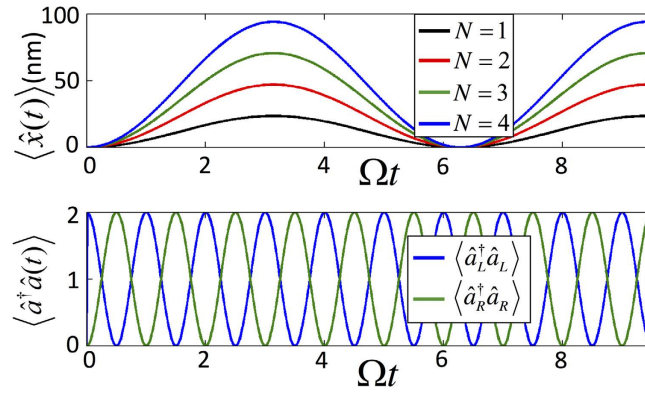 ⟨x̂(t)⟩(nm)
100
50
0
N = 1
N = 2
N = 3
N = 4
0 2 4 6 8
Ωt
⟨â†â(t)⟩
2
1
0
⟨â_L†â_L⟩
⟨â_R†â_R⟩
0 2 4 6 8
Ωt